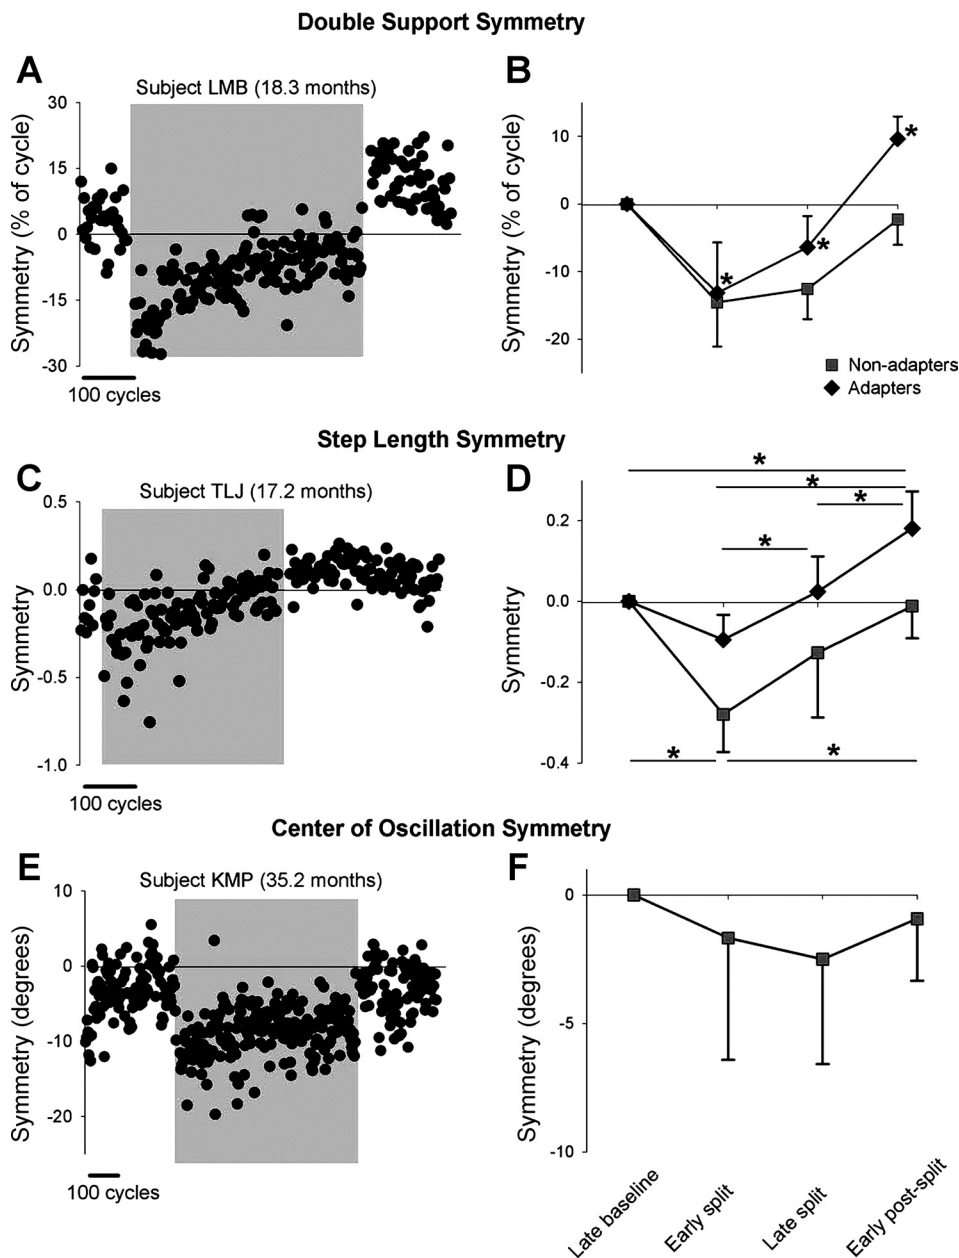 Double Support Symmetry
A
Subject LMB (18.3 months)
Symmetry (% of cycle)
30
15
0
-15
-30
100 cycles
B
Symmetry (% of cycle)
10
0
-10
-20
*
*
*
Non-adapters
Adapters
Step Length Symmetry
C
Subject TLJ (17.2 months)
Symmetry
0.5
0.0
-0.5
-1.0
100 cycles
D
Symmetry
0.2
0.0
-0.2
-0.4
*
*
*
*
*
*
Center of Oscillation Symmetry
E
Subject KMP (35.2 months)
Symmetry (degrees)
10
0
-10
-20
100 cycles
F
Symmetry (degrees)
0
-5
-10
Late baseline
Early split
Late split
Early post-split